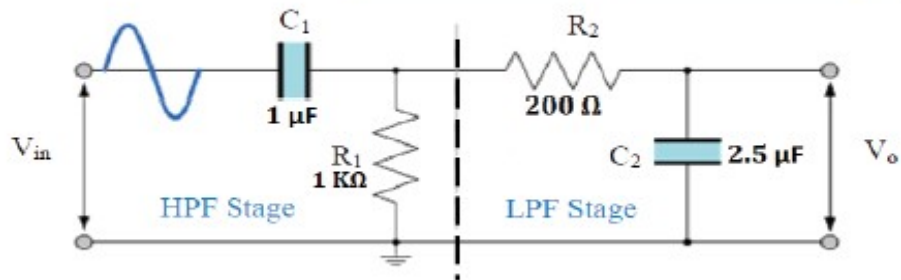 C₁
1 µF
R₂
200 Ω
Vin
R₁
1 KΩ
C₂
2.5 µF
Vo
HPF Stage
LPF Stage